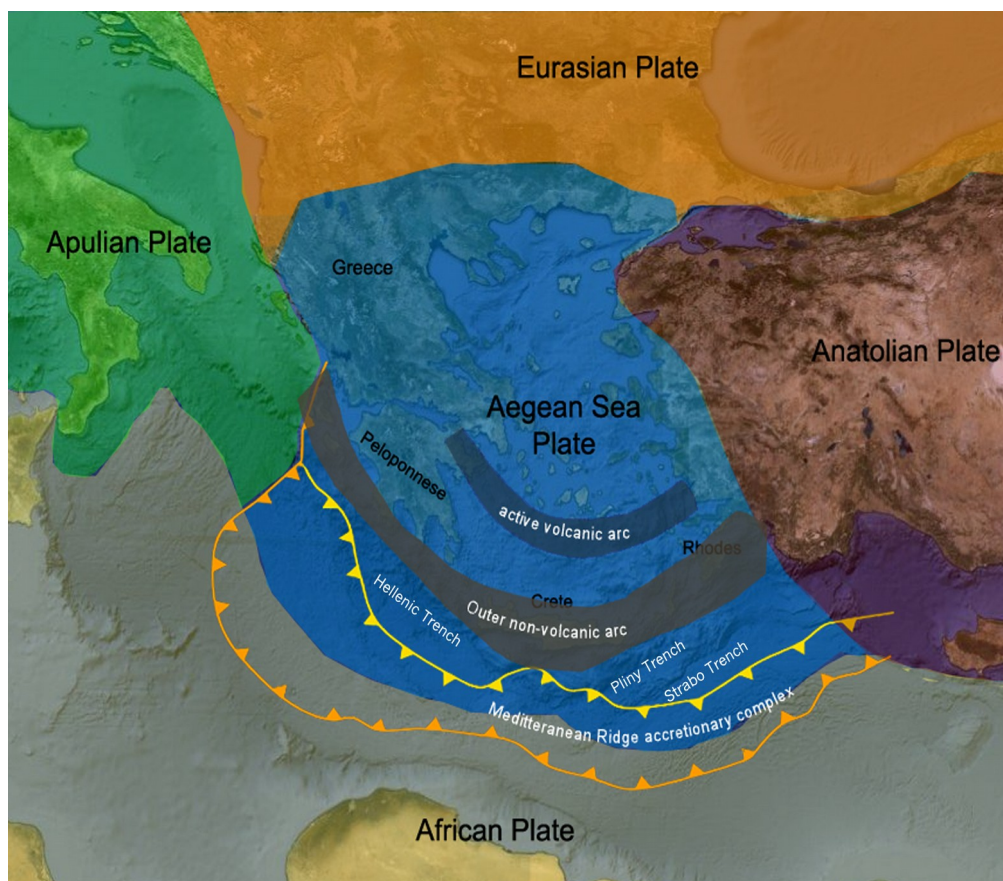 Eurasian Plate
Apulian Plate
Greece
Anatolian Plate
Aegean Sea
Plate
Peloponnese
active volcanic arc
Rhodes
Crete
Outer non-volcanic arc
Hellenic Trench
Pliny Trench
Strabo Trench
Meditteranean Ridge accretionary complex
African Plate